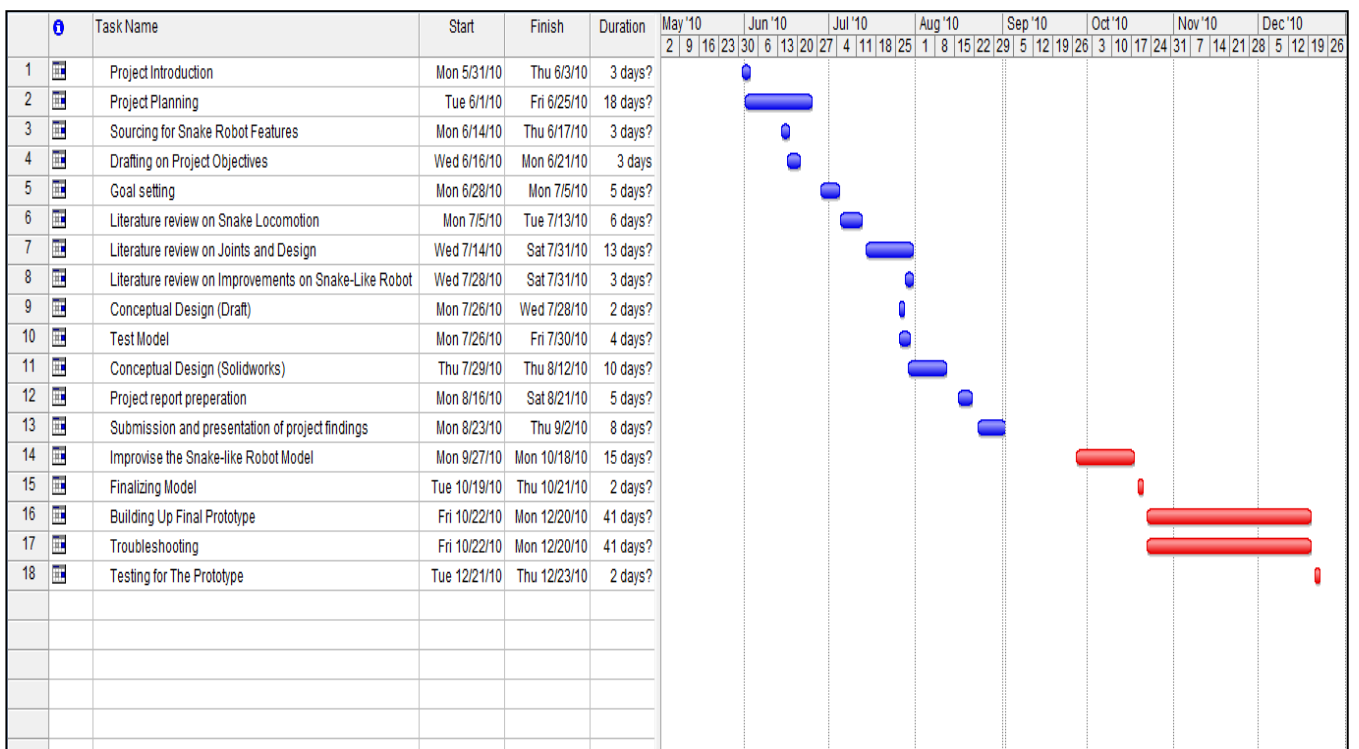 Task Name Start Finish Duration May '10 Jun '10 Jul '10 Aug '10 Sep '10 Oct '10 Nov '10 Dec '10
2 9 16 23 30 6 13 20 27 4 11 18 25 1 8 15 22 29 5 12 19 26 3 10 17 24 31 7 14 21 28 5 12 19 26
1 Project Introduction Mon 5/31/10 Thu 6/3/10 3 days?
2 Project Planning Tue 6/1/10 Fri 6/25/10 18 days?
3 Sourcing for Snake Robot Features Mon 6/14/10 Thu 6/17/10 3 days?
4 Drafting on Project Objectives Wed 6/16/10 Mon 6/21/10 3 days
5 Goal setting Mon 6/28/10 Mon 7/5/10 5 days?
6 Literature review on Snake Locomotion Mon 7/5/10 Tue 7/13/10 6 days?
7 Literature review on Joints and Design Wed 7/14/10 Sat 7/31/10 13 days?
8 Literature review on Improvements on Snake-Like Robot Wed 7/28/10 Sat 7/31/10 3 days?
9 Conceptual Design (Draft) Mon 7/26/10 Wed 7/28/10 2 days?
10 Test Model Mon 7/26/10 Fri 7/30/10 4 days?
11 Conceptual Design (Solidworks) Thu 7/29/10 Thu 8/12/10 10 days?
12 Project report preperation Mon 8/16/10 Sat 8/21/10 5 days?
13 Submission and presentation of project findings Mon 8/23/10 Thu 9/2/10 8 days?
14 Improvise the Snake-like Robot Model Mon 9/27/10 Mon 10/18/10 15 days?
15 Finalizing Model Tue 10/19/10 Thu 10/21/10 2 days?
16 Building Up Final Prototype Fri 10/22/10 Mon 12/20/10 41 days?
17 Troubleshooting Fri 10/22/10 Mon 12/20/10 41 days?
18 Testing for The Prototype Tue 12/21/10 Thu 12/23/10 2 days?